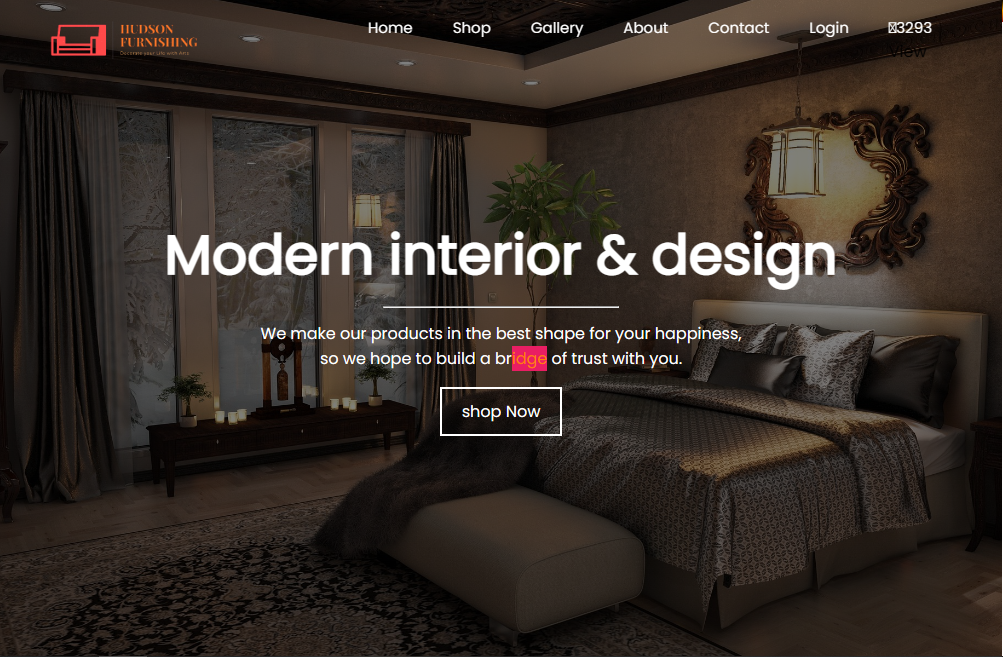 HUDSON
FURNISHING
Decorate your Life with Arts
Home Shop Gallery About Contact Login 3293
View
Modern interior & design
We make our products in the best shape for your happiness,
so we hope to build a bridge of trust with you.
shop Now